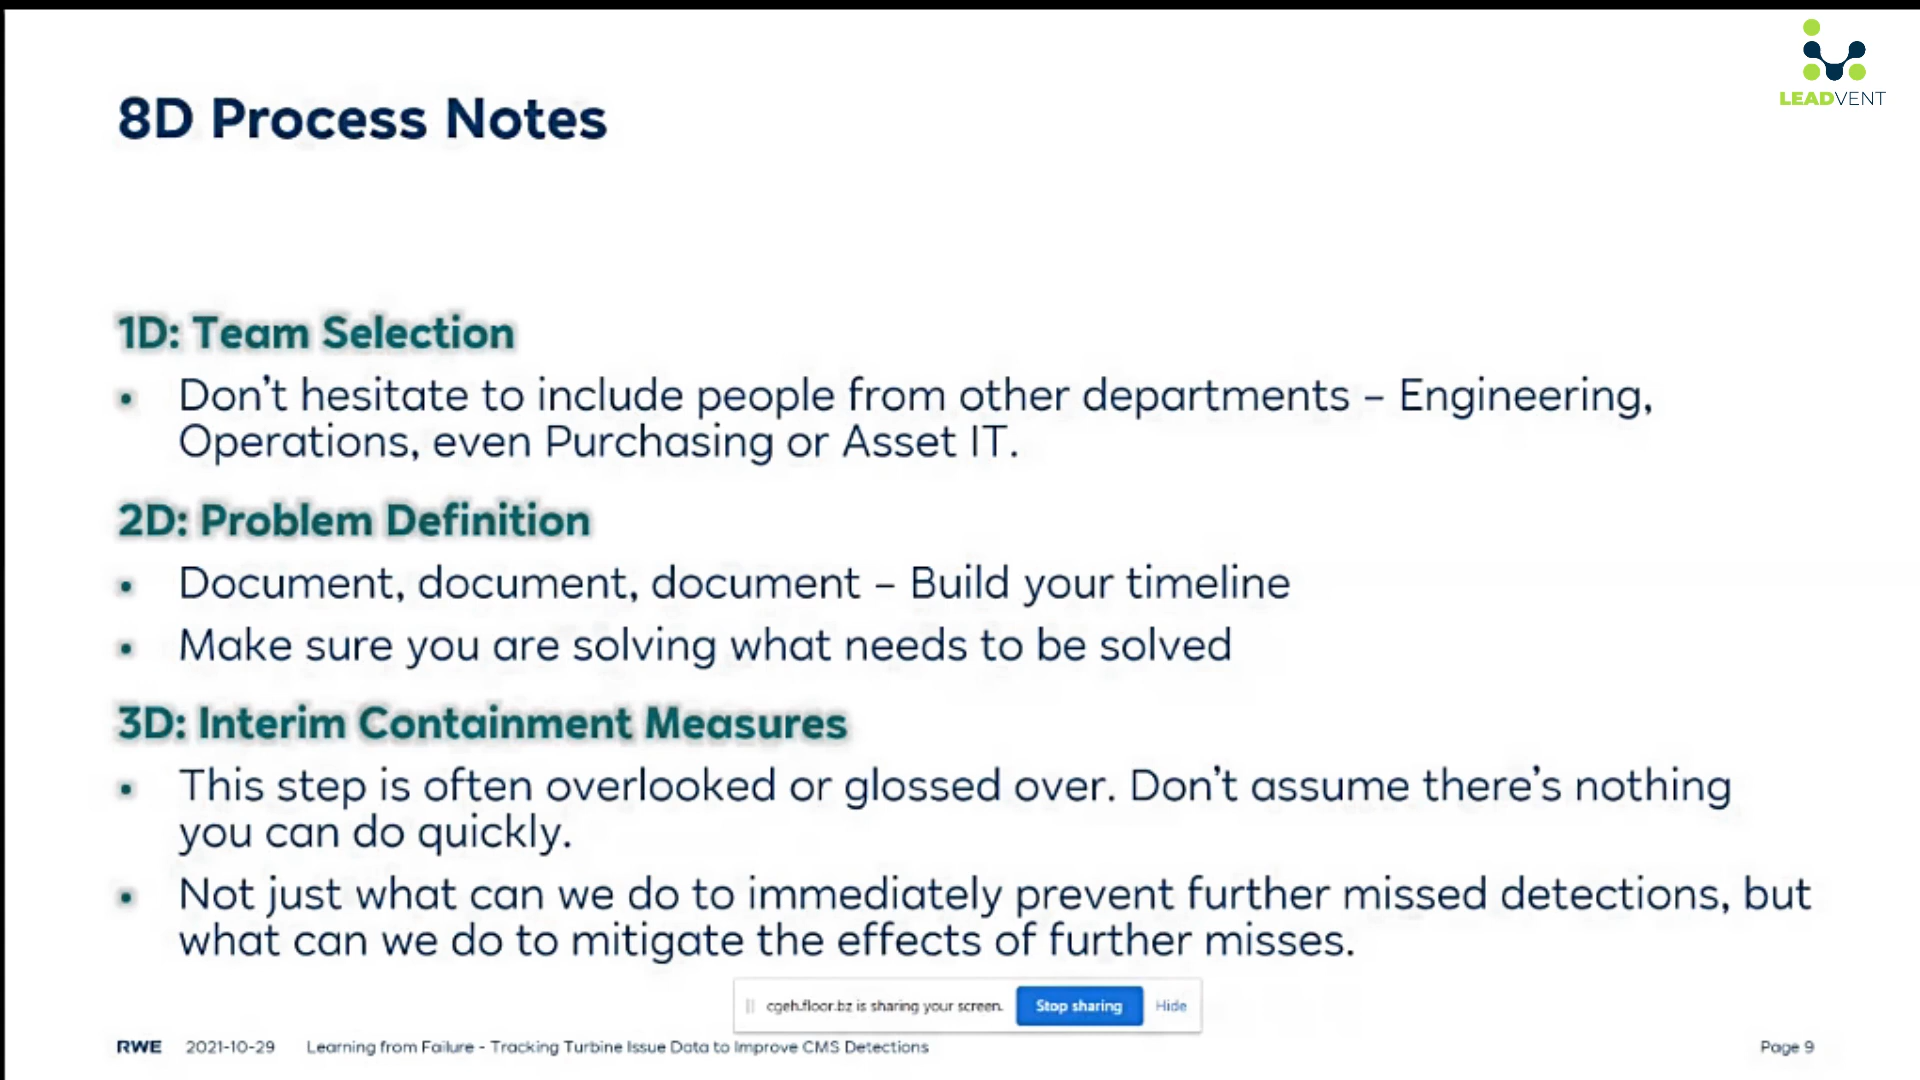 LEADVENT
8D Process Notes
1D: Team Selection
• Don't hesitate to include people from other departments – Engineering,
Operations, even Purchasing or Asset IT.
2D: Problem Definition
• Document, document, document – Build your timeline
• Make sure you are solving what needs to be solved
3D: Interim Containment Measures
• This step is often overlooked or glossed over. Don't assume there's nothing
you can do quickly.
• Not just what can we do to immediately prevent further missed detections, but
what can we do to mitigate the effects of further misses.
cgeh.floor.bz is sharing your screen. Stop sharing Hide
RWE 2021-10-29 Learning from Failure - Tracking Turbine Issue Data to Improve CMS Detections Page 9